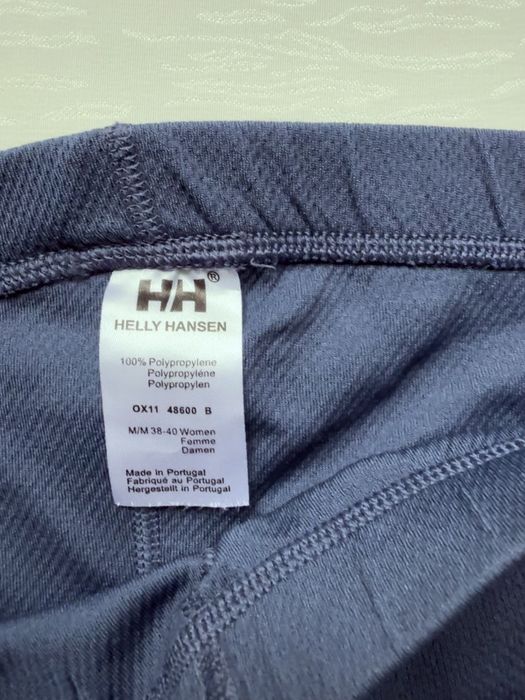 HH®
HELLY HANSEN
100% Polypropylene
Polypropylène
Polypropylen
OX11 48600 B
M/M 38-40 Women
Femme
Damen
Made in Portugal
Fabriqué au Portugal
Hergestellt in Portugal